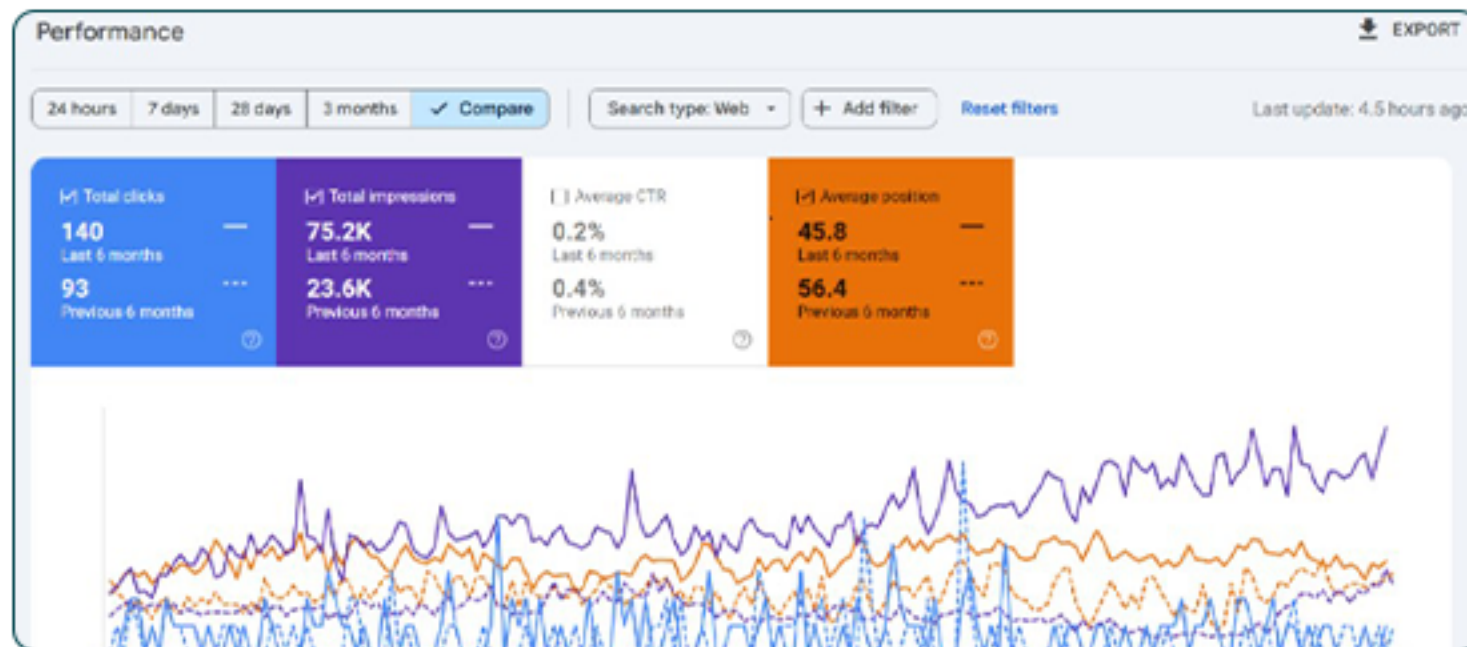 Performance
EXPORT
24 hours 7 days 28 days 3 months Compare Search type: Web + Add filter Reset filters Last update: 4.5 hours ago
Total clicks
140
Last 6 months
93
Previous 6 months
Total impressions
75.2K
Last 6 months
23.6K
Previous 6 months
Average CTR
0.2%
Last 6 months
0.4%
Previous 6 months
Average position
45.8
Last 6 months
56.4
Previous 6 months